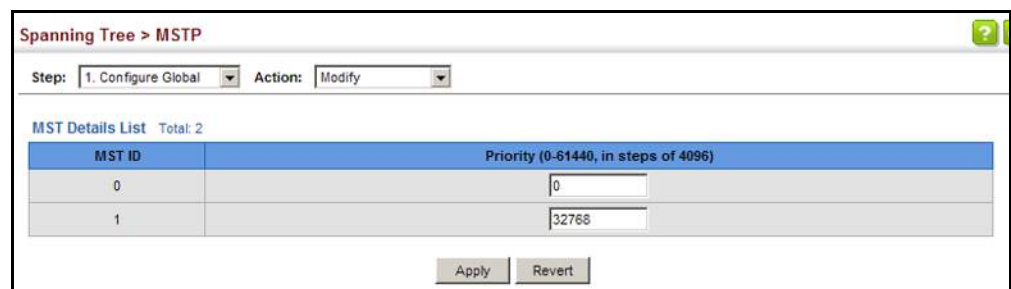 Spanning Tree > MSTP
?
Step: 1. Configure Global Action: Modify
MST Details List Total: 2
MST ID Priority (0-61440, in steps of 4096)
0 0
1 32768
Apply Revert